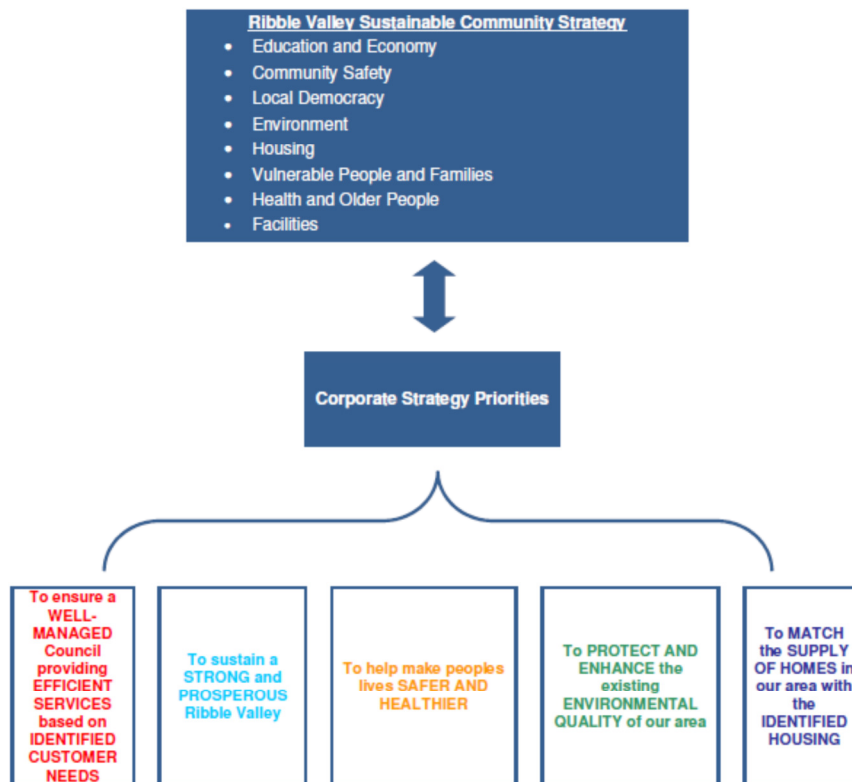 Ribble Valley Sustainable Community Strategy
• Education and Economy
• Community Safety
• Local Democracy
• Environment
• Housing
• Vulnerable People and Families
• Health and Older People
• Facilities
Corporate Strategy Priorities
To ensure a
WELL-
MANAGED
Council
providing
EFFICIENT
SERVICES
based on
IDENTIFIED
CUSTOMER
NEEDS
To sustain a
STRONG and
PROSPEROUS
Ribble Valley
To help make peoples
lives SAFER AND
HEALTHIER
To PROTECT AND
ENHANCE the
existing
ENVIRONMENTAL
QUALITY of our area
To MATCH
the SUPPLY
OF HOMES in
our area with
the
IDENTIFIED
HOUSING